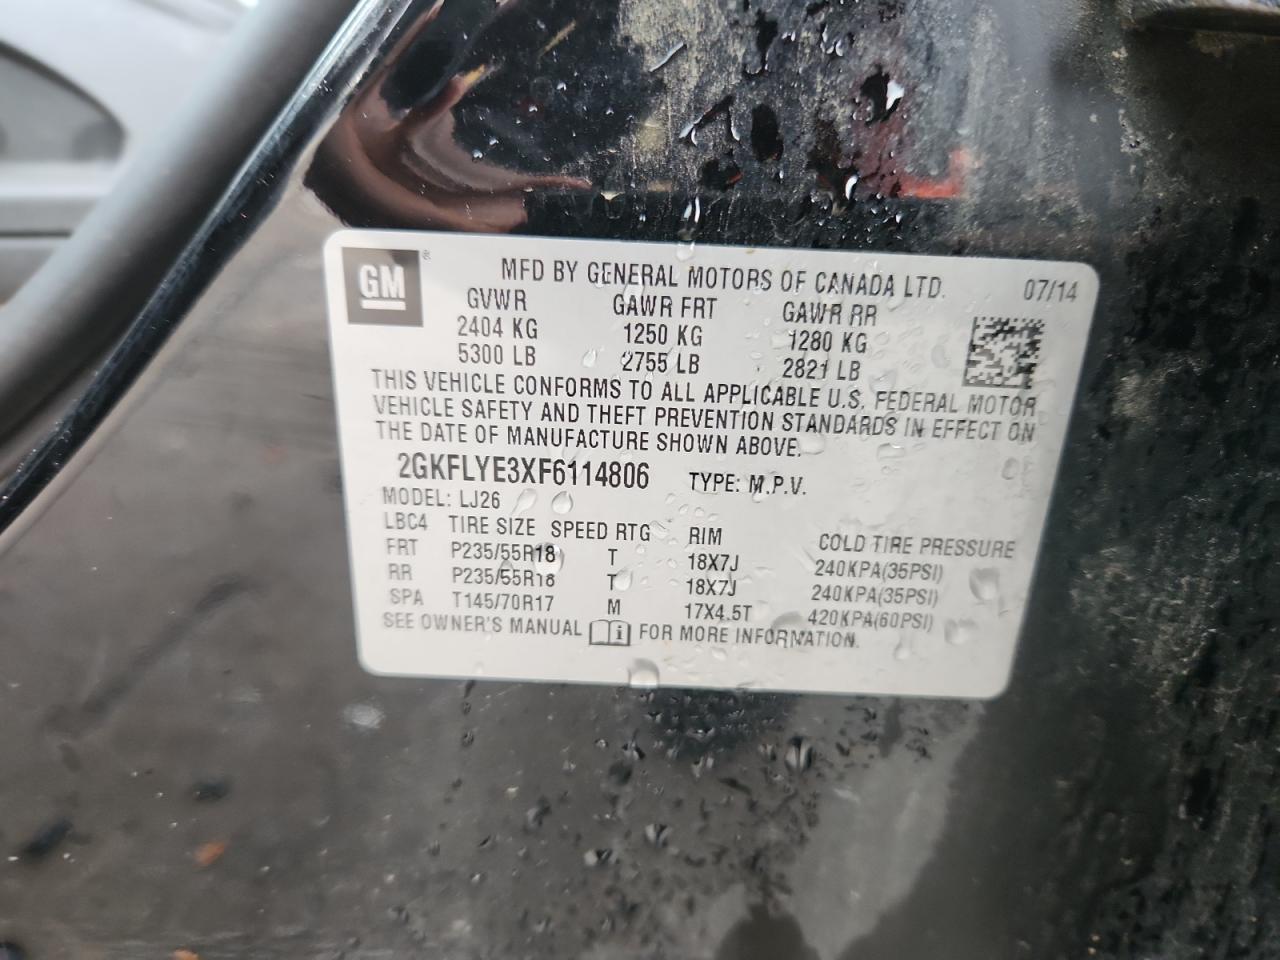 GM ®
MFD BY GENERAL MOTORS OF CANADA LTD. 07/14
GVWR GAWR FRT GAWR RR
2404 KG 1250 KG 1280 KG
5300 LB 2755 LB 2821 LB
THIS VEHICLE CONFORMS TO ALL APPLICABLE U.S. FEDERAL MOTOR
VEHICLE SAFETY AND THEFT PREVENTION STANDARDS IN EFFECT ON
THE DATE OF MANUFACTURE SHOWN ABOVE.
2GKFLYE3XF6114806 TYPE: M.P.V.
MODEL: LJ26
LBC4 TIRE SIZE SPEED RTG RIM COLD TIRE PRESSURE
FRT P235/55R18 T 18X7J 240KPA(35PSI)
RR P235/55R18 T 18X7J 240KPA(35PSI)
SPA T145/70R17 M 17X4.5T 420KPA(60PSI)
SEE OWNER'S MANUAL i FOR MORE INFORMATION.